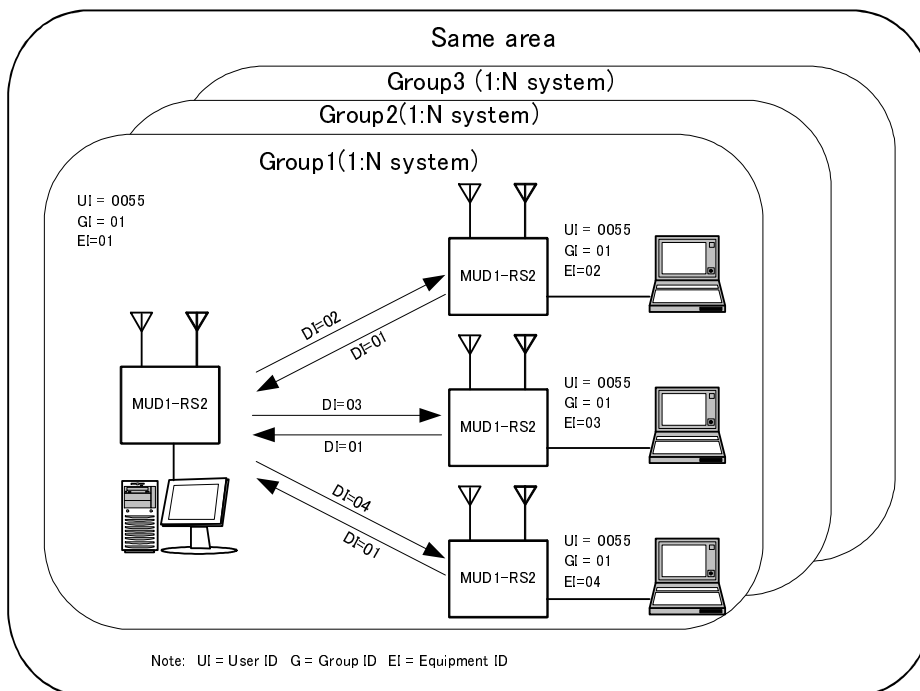 Same area
Group3 (1:N system)
Group2(1:N system)
Group1(1:N system)
UI = 0055
GI = 01
EI=01
MUD1-RS2
UI = 0055
GI = 01
EI=02
MUD1-RS2
DI=02
DI=01
UI = 0055
GI = 01
EI=03
MUD1-RS2
DI=03
DI=01
UI = 0055
GI = 01
EI=04
MUD1-RS2
DI=04
DI=01
Note: UI = User ID G = Group ID EI = Equipment ID